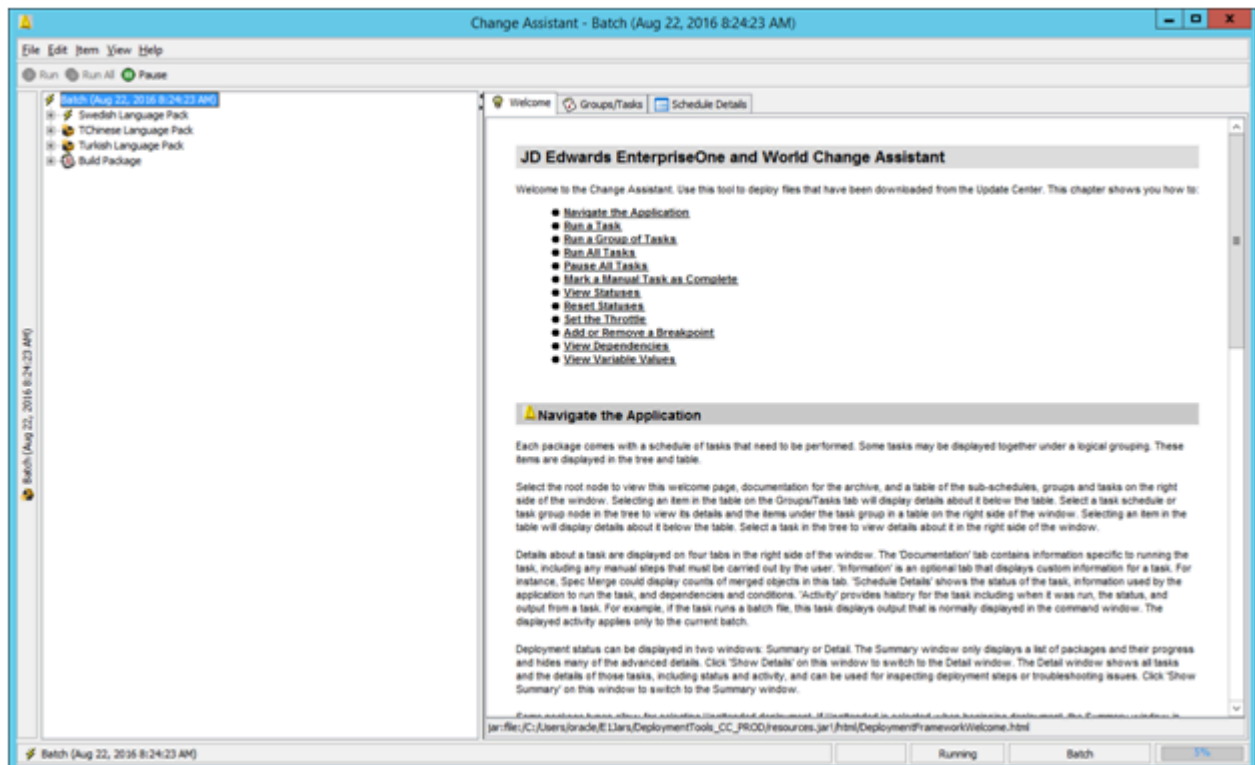 Change Assistant - Batch (Aug 22, 2016 8:24:23 AM)
File Edit Item View Help
Run Run All Pause
Batch (Aug 22, 2016 8:24:23 AM)
Swedish Language Pack
TChinese Language Pack
Turkish Language Pack
Build Package
Batch (Aug 22, 2016 8:24:23 AM)
Welcome Groups/Tasks Schedule Details
JD Edwards EnterpriseOne and World Change Assistant
Welcome to the Change Assistant. Use this tool to deploy files that have been downloaded from the Update Center. This chapter shows you how to:
Navigate the Application
Run a Task
Run a Group of Tasks
Run All Tasks
Pause All Tasks
Mark a Manual Task as Complete
View Statuses
Reset Statuses
Set the Throttle
Add or Remove a Breakpoint
View Dependencies
View Variable Values
Navigate the Application
Each package comes with a schedule of tasks that need to be performed. Some tasks may be displayed together under a logical grouping. These
items are displayed in the tree and table.
Select the root node to view this welcome page, documentation for the archive, and a table of the sub-schedules, groups and tasks on the right
side of the window. Selecting an item in the table on the Groups/Tasks tab will display details about it below the table. Select a task schedule or
task group node in the tree to view its details and the items under the task group in a table on the right side of the window. Selecting an item in the
table will display details about it below the table. Select a task in the tree to view details about it in the right side of the window.
Details about a task are displayed on four tabs in the right side of the window. The 'Documentation' tab contains information specific to running the
task, including any manual steps that must be carried out by the user. 'Information' is an optional tab that displays custom information for a task. For
instance, Spec Merge could display counts of merged objects in this tab. 'Schedule Details' shows the status of the task, information used by the
application to run the task, and dependencies and conditions. 'Activity' provides history for the task including when it was run, the status, and
output from a task. For example, if the task runs a batch file, this task displays output that is normally displayed in the command window. The
displayed activity applies only to the current batch.
Deployment status can be displayed in two windows: Summary or Detail. The Summary window only displays a list of packages and their progress
and hides many of the advanced details. Click 'Show Details' on this window to switch to the Detail window. The Detail window shows all tasks
and the details of those tasks, including status and activity, and can be used for inspecting deployment steps or troubleshooting issues. Click 'Show
Summary' on this window to switch to the Summary window.
jar:file:/C:/Users/oracle/E1Jars/DeploymentTools_CC_PROD/resources.jar!/html/DeploymentFrameworkWelcome.html
Batch (Aug 22, 2016 8:24:23 AM) Running Batch 5%